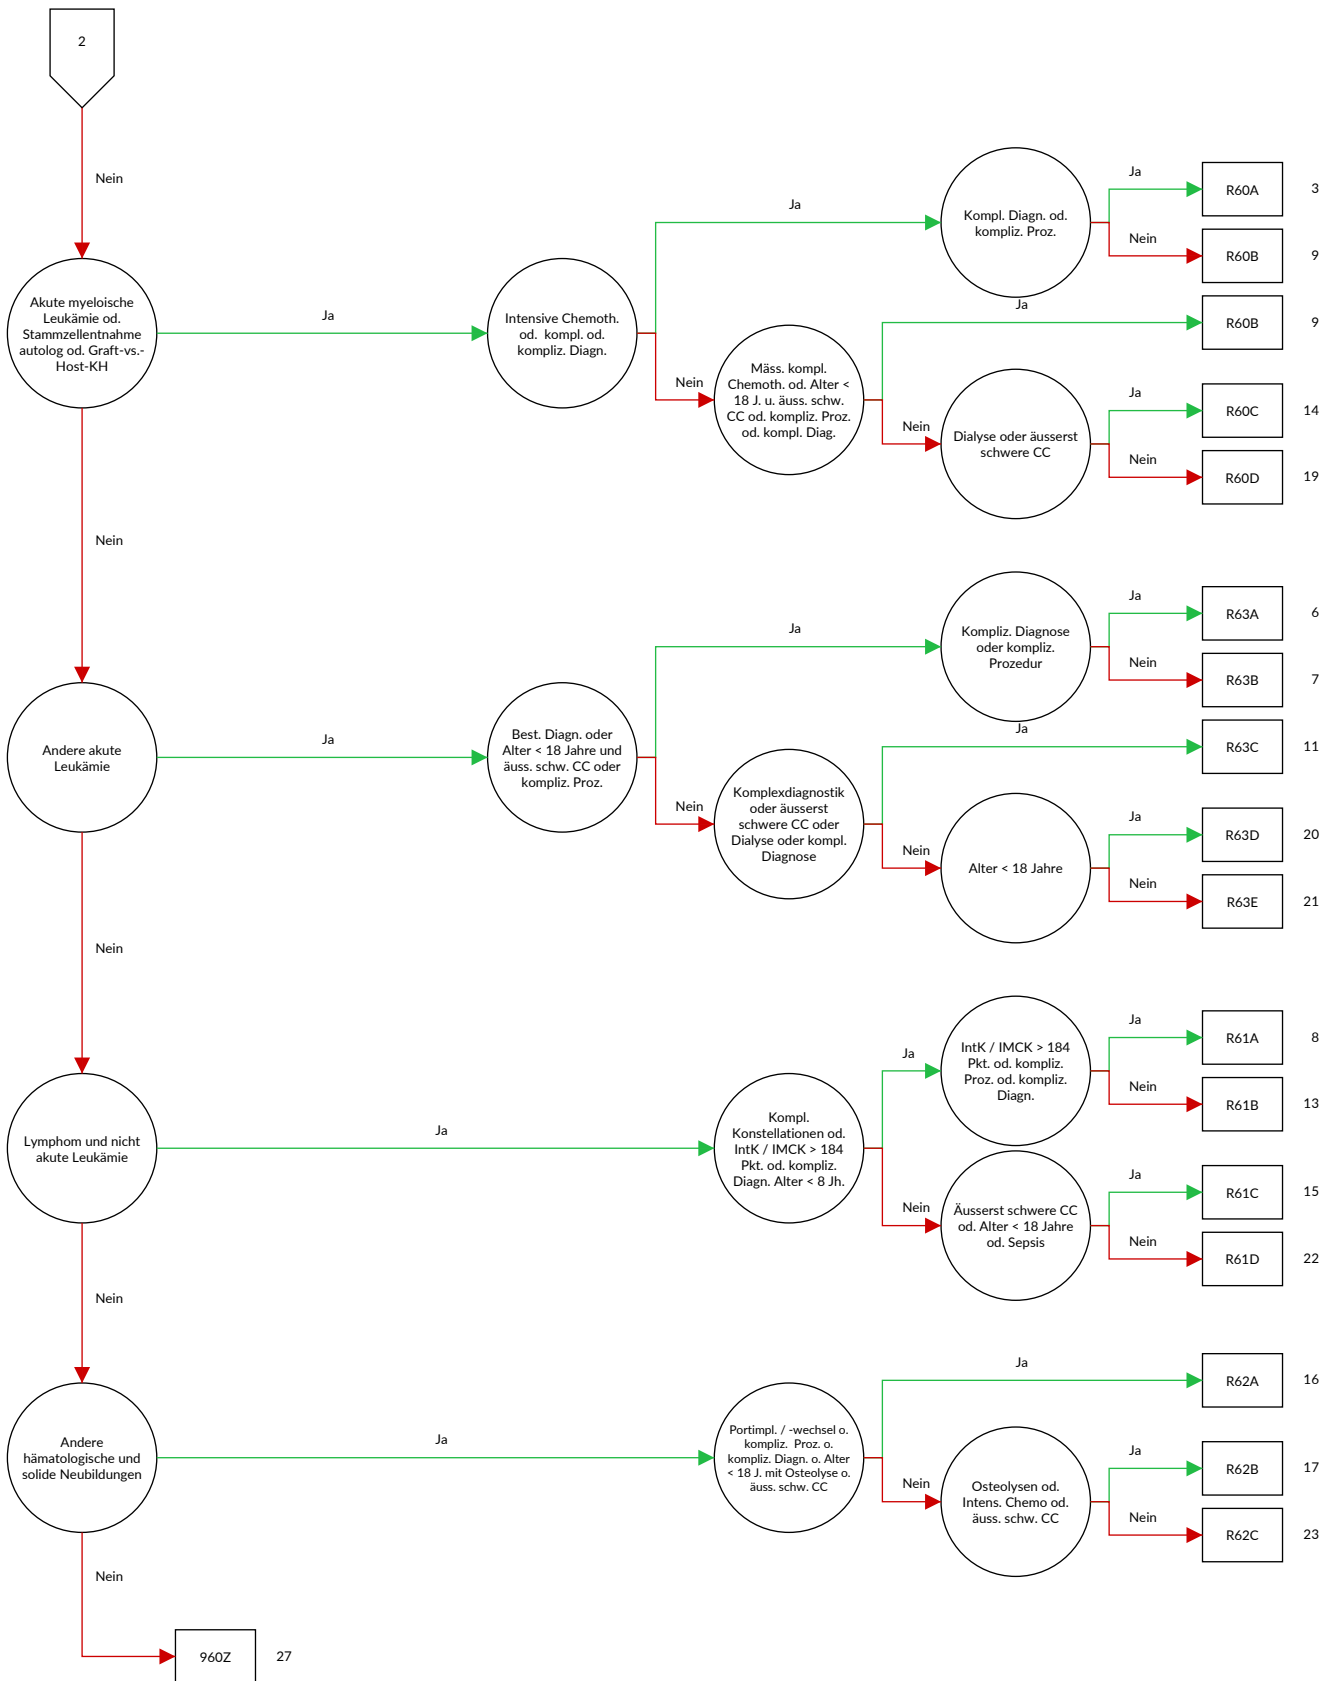 2
Nein
Akute myeloische
Leukämie od.
Stammzellentnahme
autolog od. Graft-vs.-
Host-KH
Ja
Intensive Chemoth.
od. kompl. od.
kompliz. Diagn.
Ja
Kompl. Diagn. od.
kompliz. Proz.
Ja
R60A
3
Nein
R60B
9
Nein
Mäss. kompl.
Chemoth. od. Alter <
18 J. u. äuss. schw.
CC od. kompliz. Proz.
od. kompl. Diag.
Ja
R60B
9
Nein
Dialyse oder äusserst
schwere CC
Ja
R60C
14
Nein
R60D
19
Nein
Andere akute
Leukämie
Ja
Best. Diagn. oder
Alter < 18 Jahre und
äuss. schw. CC oder
kompliz. Proz.
Ja
Kompliz. Diagnose
oder kompliz.
Prozedur
Ja
R63A
6
Nein
R63B
7
Nein
Komplexdiagnostik
oder äusserst
schwere CC oder
Dialyse oder kompl.
Diagnose
Ja
R63C
11
Nein
Alter < 18 Jahre
Ja
R63D
20
Nein
R63E
21
Nein
Lymphom und nicht
akute Leukämie
Ja
Kompl.
Konstellationen od.
IntK / IMCK > 184
Pkt. od. kompliz.
Diagn. Alter < 8 Jh.
Ja
IntK / IMCK > 184
Pkt. od. kompliz.
Proz. od. kompliz.
Diagn.
Ja
R61A
8
Nein
R61B
13
Nein
Äusserst schwere CC
od. Alter < 18 Jahre
od. Sepsis
Ja
R61C
15
Nein
R61D
22
Nein
Andere
hämatologische und
solide Neubildungen
Ja
Portimpl. / -wechsel o.
kompliz. Proz. o.
kompliz. Diagn. o. Alter
< 18 J. mit Osteolyse o.
äuss. schw. CC
Ja
R62A
16
Nein
Osteolysen od.
Intens. Chemo od.
äuss. schw. CC
Ja
R62B
17
Nein
R62C
23
Nein
960Z
27